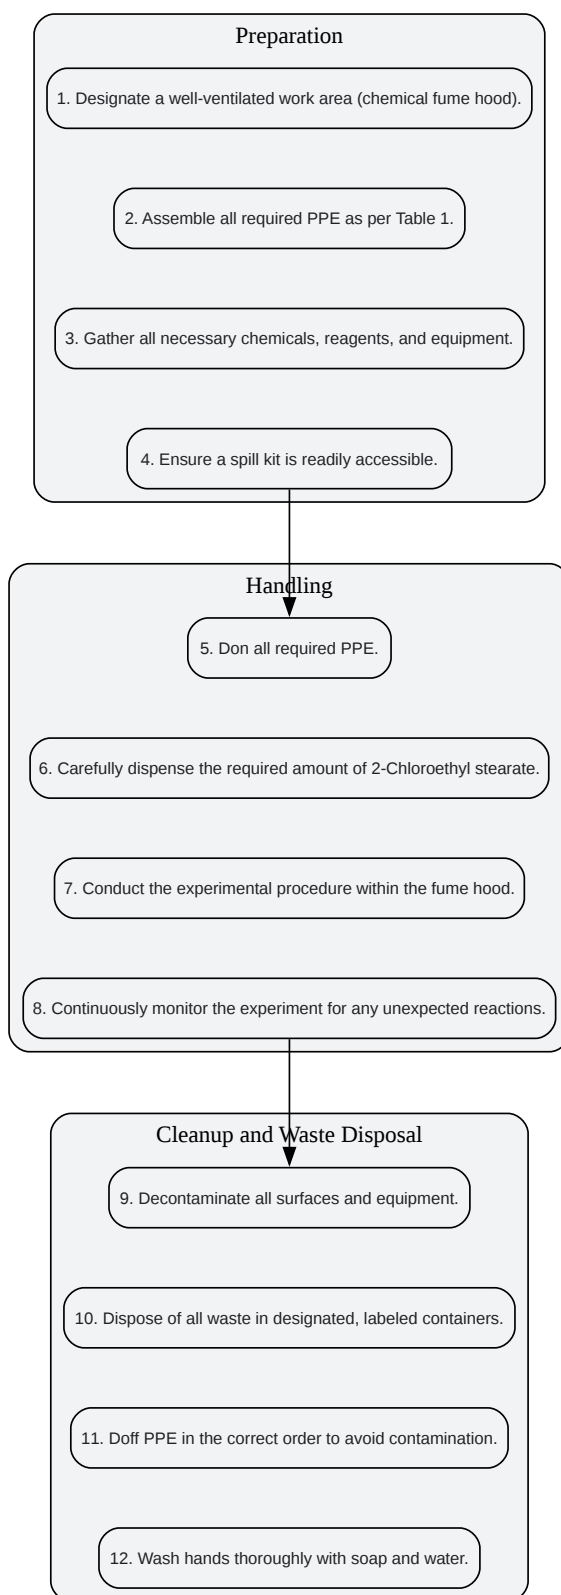 Preparation
1. Designate a well-ventilated work area (chemical fume hood).
2. Assemble all required PPE as per Table 1.
3. Gather all necessary chemicals, reagents, and equipment.
4. Ensure a spill kit is readily accessible.
Handling
5. Don all required PPE.
6. Carefully dispense the required amount of 2-Chloroethyl stearate.
7. Conduct the experimental procedure within the fume hood.
8. Continuously monitor the experiment for any unexpected reactions.
Cleanup and Waste Disposal
9. Decontaminate all surfaces and equipment.
10. Dispose of all waste in designated, labeled containers.
11. Doff PPE in the correct order to avoid contamination.
12. Wash hands thoroughly with soap and water.